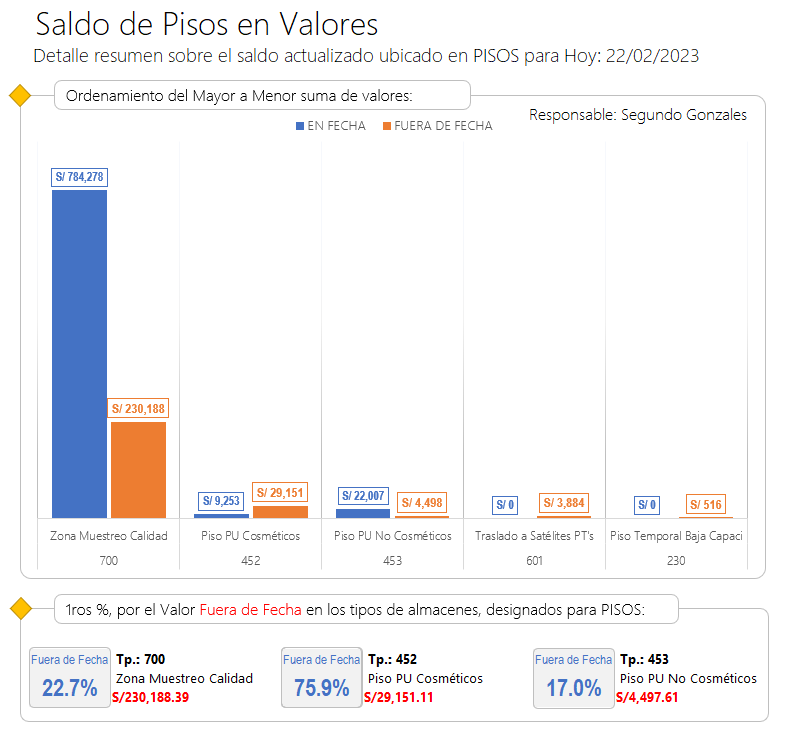 Saldo de Pisos en Valores
Detalle resumen sobre el saldo actualizado ubicado en PISOS para Hoy: 22/02/2023
Ordenamiento del Mayor a Menor suma de valores:
Responsable: Segundo Gonzales
EN FECHA FUERA DE FECHA
S/ 784,278
S/ 230,188
S/ 9,253
S/ 29,151
S/ 22,007
S/ 4,498
S/ 0
S/ 3,884
S/ 0
S/ 516
Zona Muestreo Calidad
Piso PU Cosméticos
Piso PU No Cosméticos
Traslado a Satélites PT's
Piso Temporal Baja Capaci
700
452
453
601
230
1ros %, por el Valor Fuera de Fecha en los tipos de almacenes, designados para PISOS:
Fuera de Fecha
22.7%
Tp.: 700
Zona Muestreo Calidad
S/230,188.39
Fuera de Fecha
75.9%
Tp.: 452
Piso PU Cosméticos
S/29,151.11
Fuera de Fecha
17.0%
Tp.: 453
Piso PU No Cosméticos
S/4,497.61